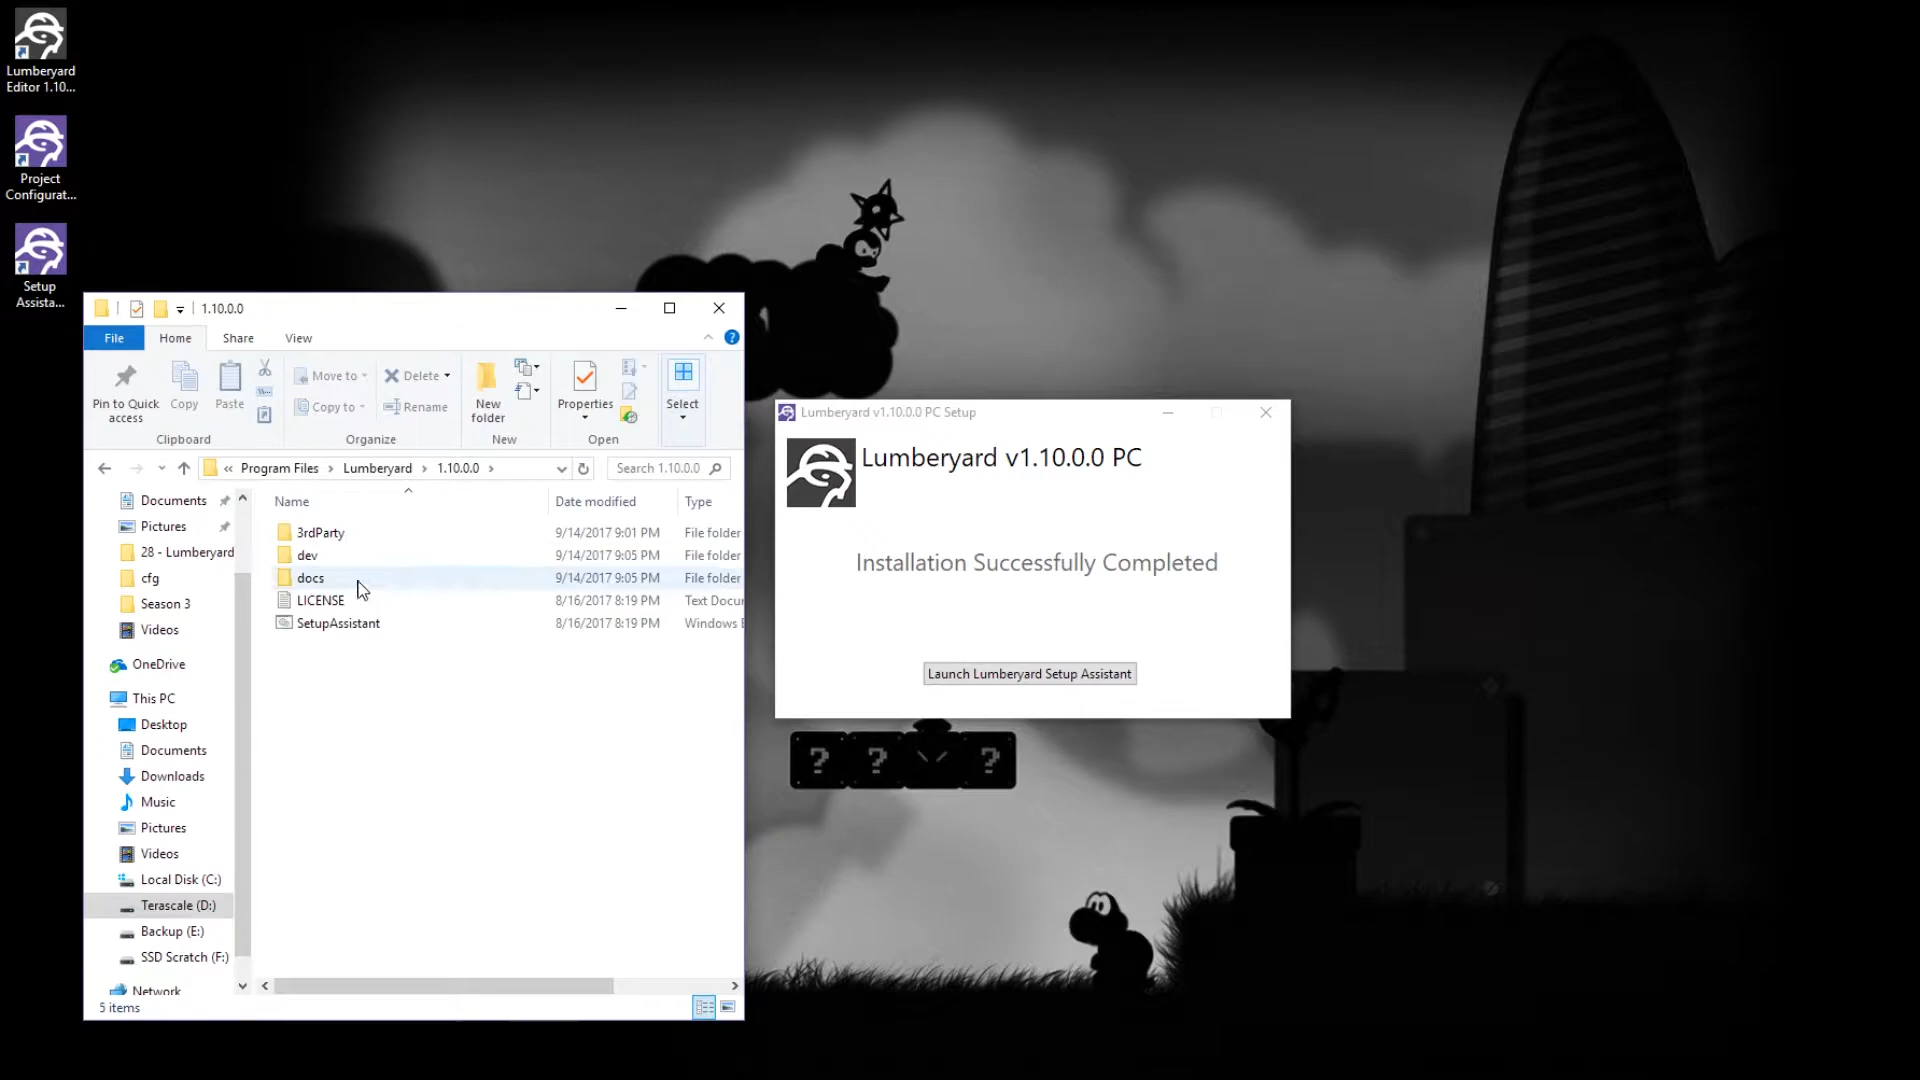 Lumberyard
Editor 1.10...
Project
Configurat...
Setup
Assista...
1.10.0.0
File Home Share View
Pin to Quick
access
Copy
Paste
Move to
Copy to
Delete
Rename
New
folder
Properties
Select
Clipboard Organize New Open
« Program Files > Lumberyard > 1.10.0.0 >
Search 1.10.0.0
Documents
Pictures
28 - Lumberyard
cfg
Season 3
Videos
OneDrive
This PC
Desktop
Documents
Downloads
Music
Pictures
Videos
Local Disk (C:)
Terascale (D:)
Backup (E:)
SSD Scratch (F:)
Network
Name Date modified Type
3rdParty 9/14/2017 9:01 PM File folder
dev 9/14/2017 9:05 PM File folder
docs 9/14/2017 9:05 PM File folder
LICENSE 8/16/2017 8:19 PM Text Docu
SetupAssistant 8/16/2017 8:19 PM Windows B
5 items
Lumberyard v1.10.0.0 PC Setup
Lumberyard v1.10.0.0 PC
Installation Successfully Completed
Launch Lumberyard Setup Assistant
? ? ?